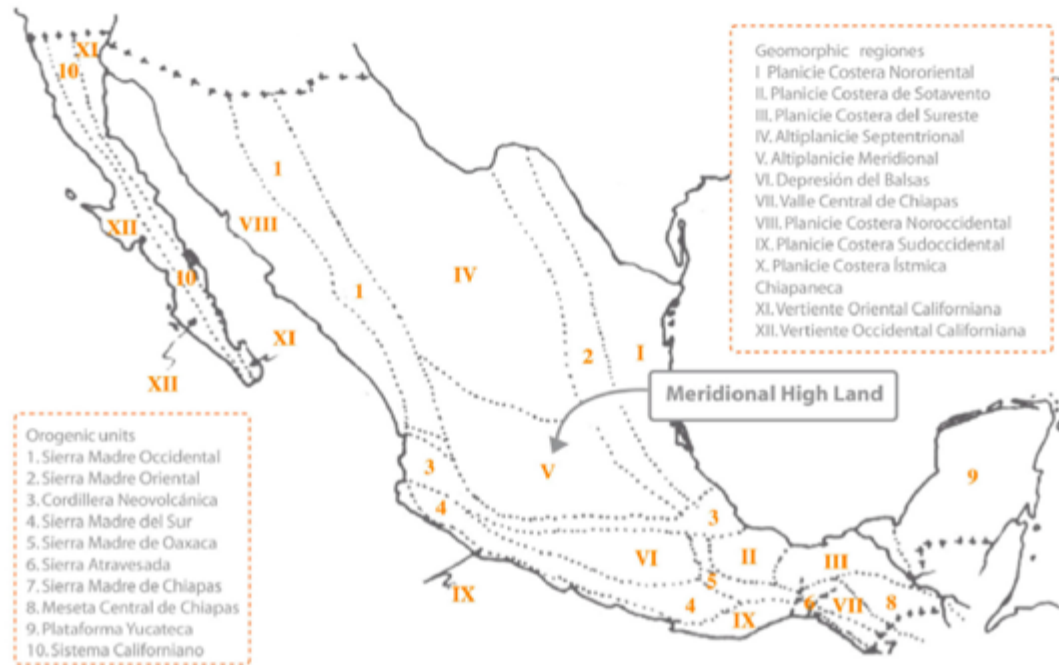 Geomorphic regiones
I Planicie Costera Nororiental
II. Planicie Costera de Sotavento
III. Planicie Costera del Sureste
IV. Altiplanicie Septentrional
V. Altiplanicie Meridional
VI. Depresión del Balsas
VII. Valle Central de Chiapas
VIII. Planicie Costera Noroccidental
IX. Planicie Costera Sudoccidental
X. Planicie Costera Ístmica
Chiapaneca
XI. Vertiente Oriental Californiana
XII. Vertiente Occidental Californiana
XI
10
1
XII
VIII
IV
10
1
2
I
XI
XII
Meridional High Land
Orogenic units
1. Sierra Madre Occidental
2. Sierra Madre Oriental
3. Cordillera Neovolcánica
4. Sierra Madre del Sur
5. Sierra Madre de Oaxaca
6. Sierra Atravesada
7. Sierra Madre de Chiapas
8. Meseta Central de Chiapas
9. Plataforma Yucateca
10. Sistema Californiano
3
V
9
4
3
VI
II
III
5
IX
4
IX
6
VII
8
7